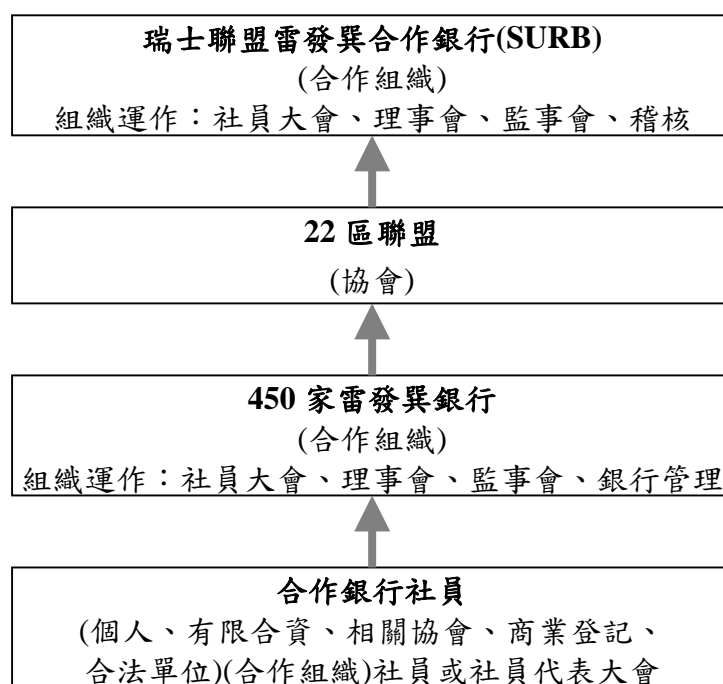 瑞士聯盟雷發巽合作銀行(SURB)
(合作組織)
組織運作：社員大會、理事會、監事會、稽核
22 區聯盟
(協會)
450 家雷發巽銀行
(合作組織)
組織運作：社員大會、理事會、監事會、銀行管理
合作銀行社員
(個人、有限合資、相關協會、商業登記、
合法單位)(合作組織)社員或社員代表大會